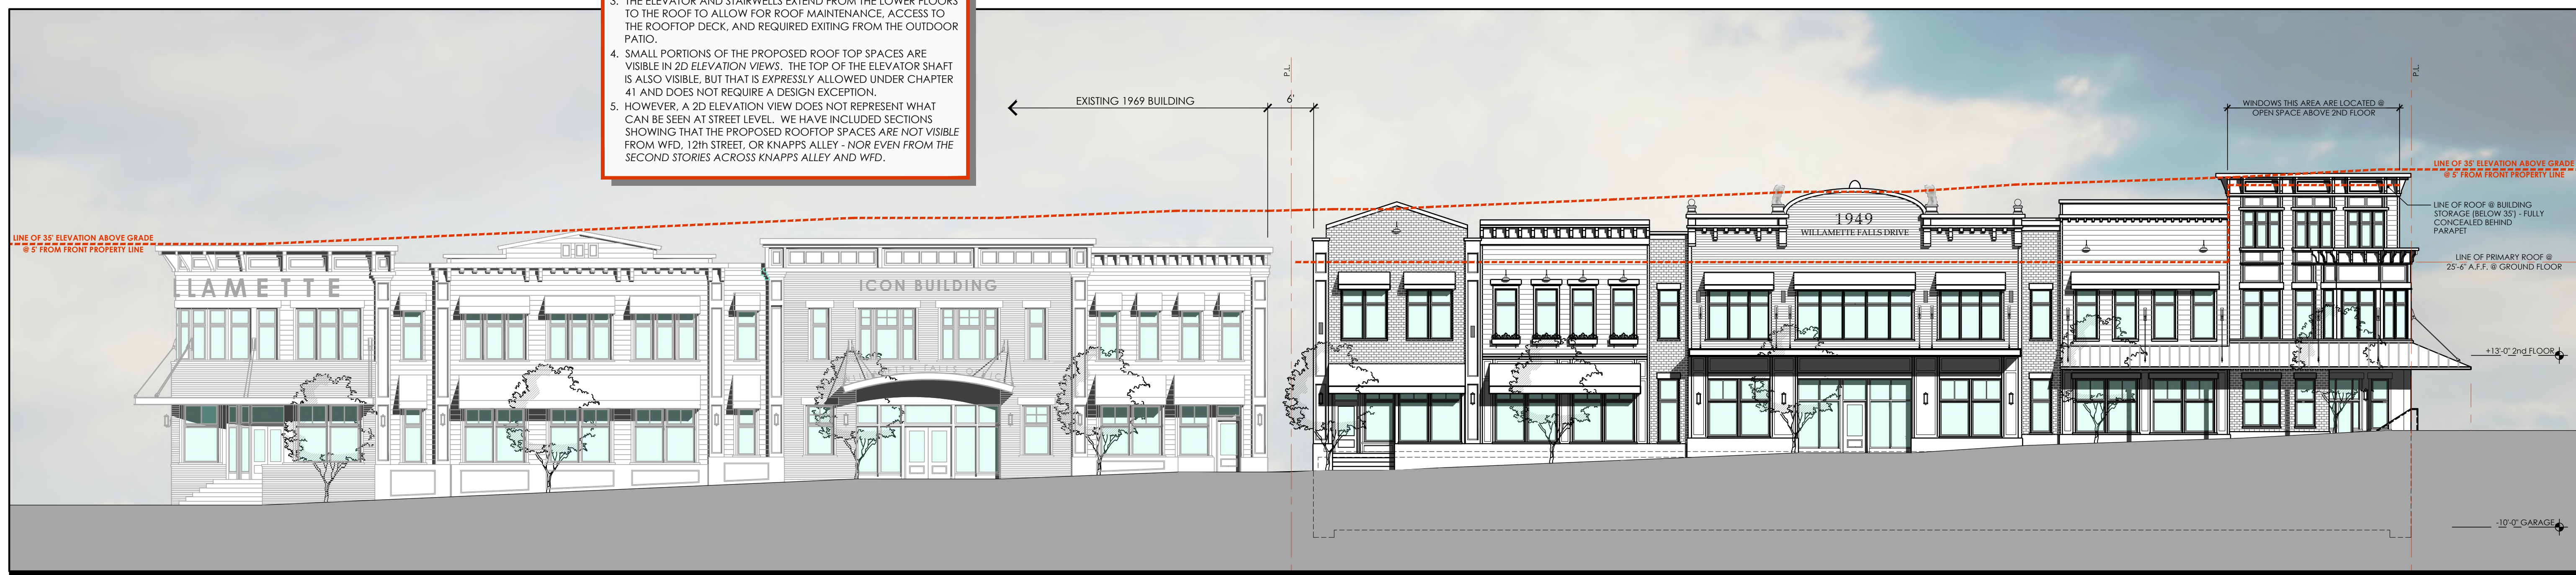 3. THE ELEVATOR AND STAIRWELLS EXTEND FROM THE LOWER FLOORS
TO THE ROOF TO ALLOW FOR ROOF MAINTENANCE, ACCESS TO
THE ROOFTOP DECK, AND REQUIRED EXITING FROM THE OUTDOOR
PATIO.
4. SMALL PORTIONS OF THE PROPOSED ROOF TOP SPACES ARE
VISIBLE IN 2D ELEVATION VIEWS. THE TOP OF THE ELEVATOR SHAFT
IS ALSO VISIBLE, BUT THAT IS EXPRESSLY ALLOWED UNDER CHAPTER
41 AND DOES NOT REQUIRE A DESIGN EXCEPTION.
5. HOWEVER, A 2D ELEVATION VIEW DOES NOT REPRESENT WHAT
CAN BE SEEN AT STREET LEVEL. WE HAVE INCLUDED SECTIONS
SHOWING THAT THE PROPOSED ROOFTOP SPACES ARE NOT VISIBLE
FROM WFD, 12th STREET, OR KNAPPS ALLEY - NOR EVEN FROM THE
SECOND STORIES ACROSS KNAPPS ALLEY AND WFD.
P.L.
P.L.
EXISTING 1969 BUILDING
6'
WINDOWS THIS AREA ARE LOCATED @
OPEN SPACE ABOVE 2ND FLOOR
LINE OF 35' ELEVATION ABOVE GRADE
@ 5' FROM FRONT PROPERTY LINE
LINE OF ROOF @ BUILDING
STORAGE (BELOW 35') - FULLY
CONCEALED BEHIND
PARAPET
1949
WILLAMETTE FALLS DRIVE
LINE OF 35' ELEVATION ABOVE GRADE
@ 5' FROM FRONT PROPERTY LINE
LINE OF PRIMARY ROOF @
25'-6" A.F.F. @ GROUND FLOOR
LLAMETTE
ICON BUILDING
+13'-0" 2nd FLOOR
-10'-0" GARAGE